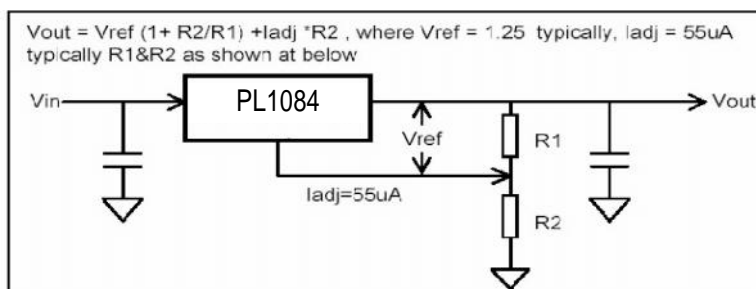 Vout = Vref (1+ R2/R1) +Iadj *R2 , where Vref = 1.25 typically, Iadj = 55uA
typically R1&R2 as shown at below
Vin
PL1084
Vout
Vref
R1
Iadj=55uA
R2